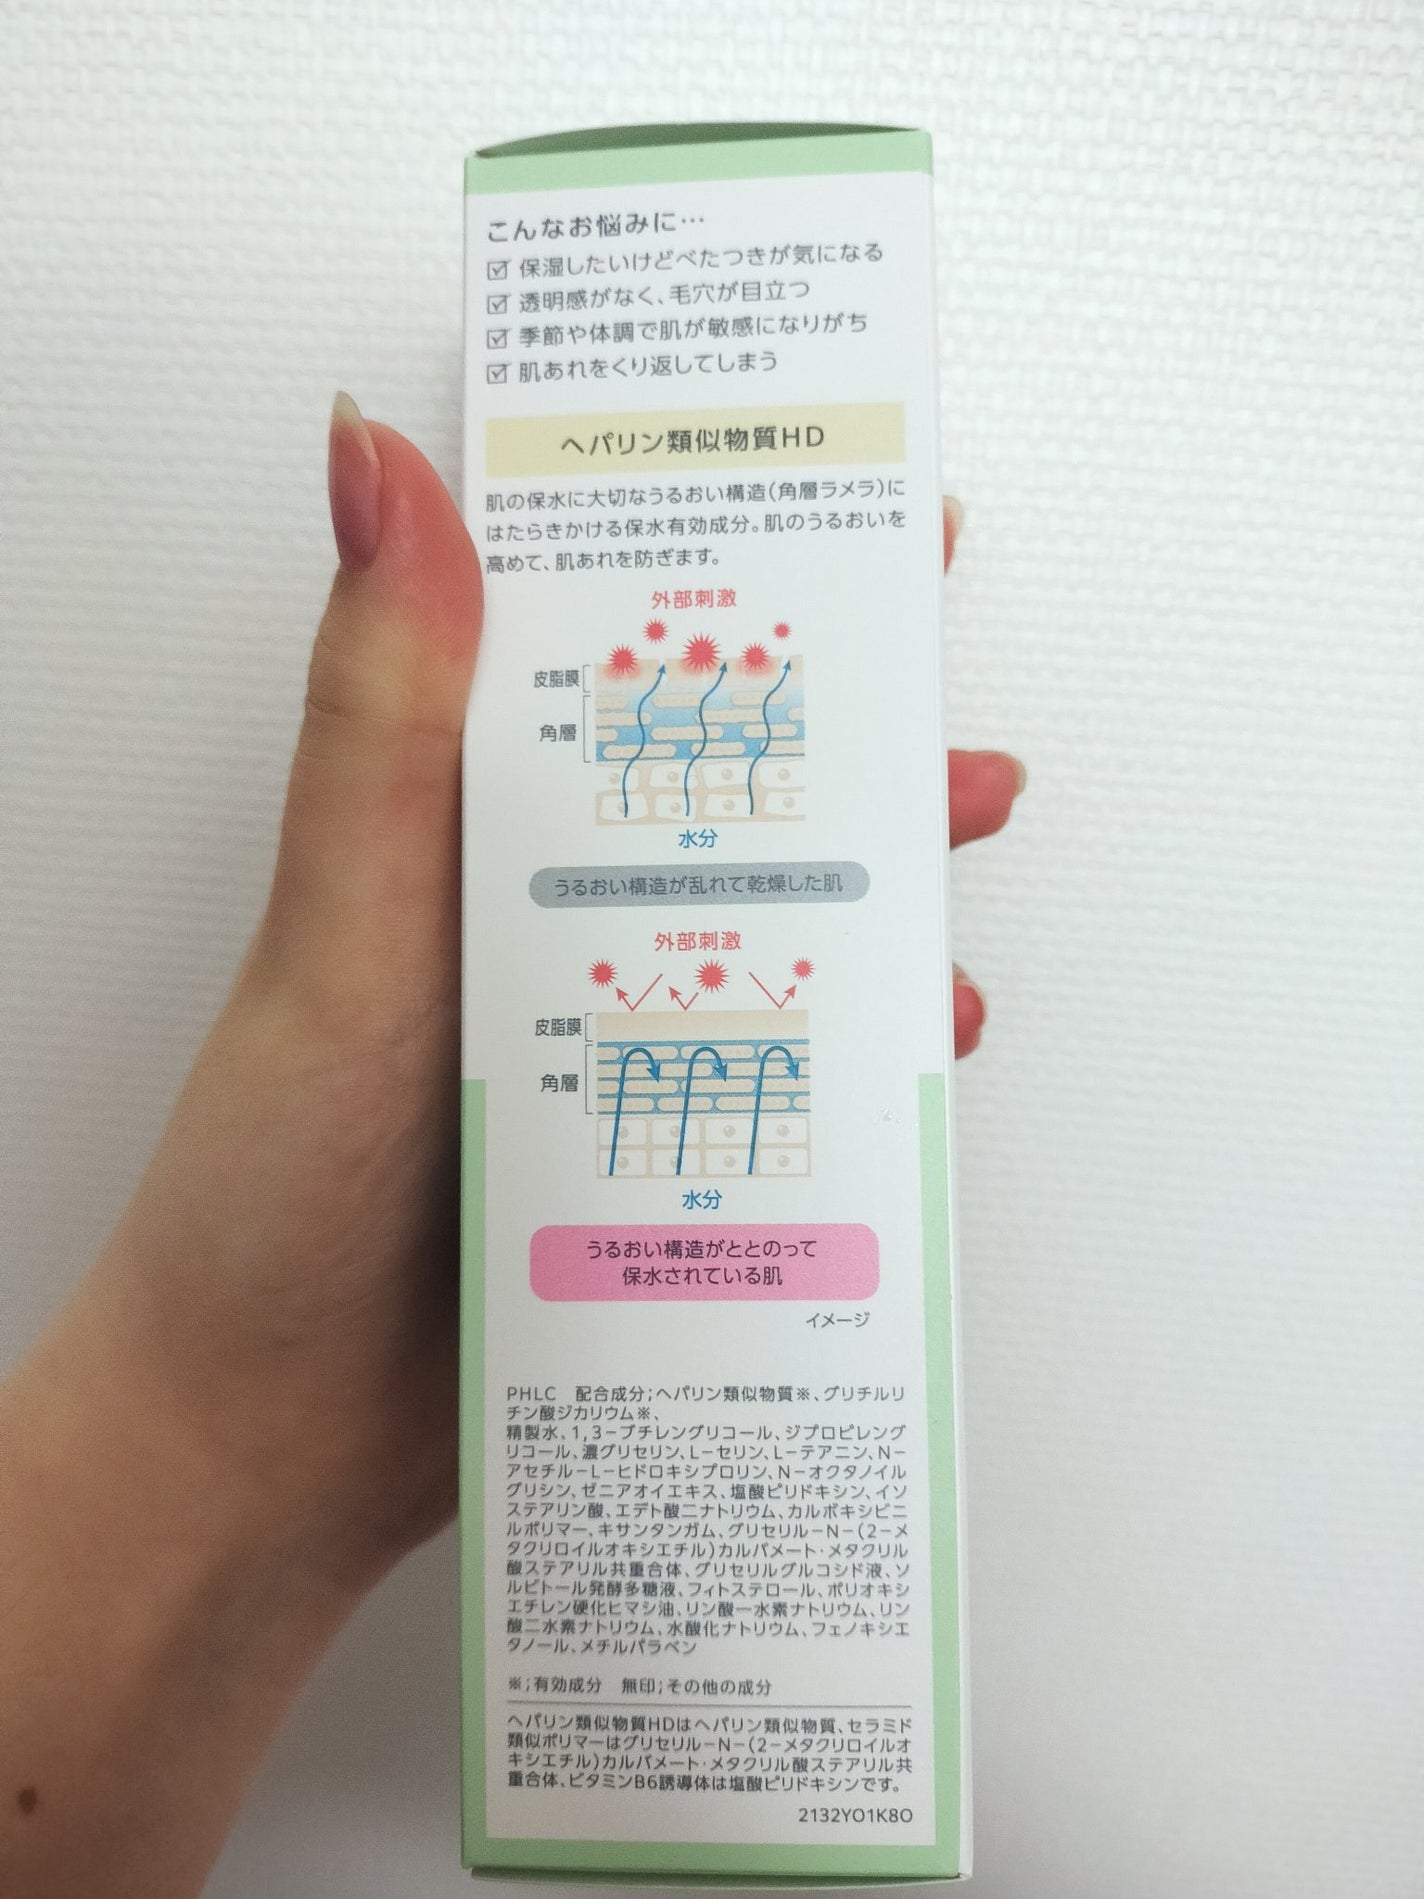 こんなお悩みに…
☑ 保湿したいけどべたつきが気になる
☑ 透明感がなく、毛穴が目立つ
☑ 季節や体調で肌が敏感になりがち
☑ 肌あれをくり返してしまう
ヘパリン類似物質HD
肌の保水に大切なうるおい構造(角層ラメラ)に
はたらきかける保水有効成分。肌のうるおいを
高めて、肌あれを防ぎます。
外部刺激
皮脂膜
角層
水分
うるおい構造が乱れて乾燥した肌
外部刺激
皮脂膜
角層
水分
うるおい構造がととのって
保水されている肌
イメージ
PHLC 配合成分;ヘパリン類似物質※、グリチルリ
チン酸ジカリウム※、
精製水、1,3-ブチレングリコール、ジプロピレング
リコール、濃グリセリン、L-セリン、L-テアニン、N-
アセチル-L-ヒドロキシプロリン、N-オクタノイル
グリシン、ゼニアオイエキス、塩酸ピリドキシン、イソ
ステアリン酸、エデト酸二ナトリウム、カルボキシビニ
ルポリマー、キサンタンガム、グリセリル-N-(2-メ
タクリロイルオキシエチル)カルバメート・メタクリル
酸ステアリル共重合体、グリセリルグルコシド液、ソ
ルビトール発酵多糖液、フィトステロール、ポリオキシ
エチレン硬化ヒマシ油、リン酸一水素ナトリウム、リン
酸二水素ナトリウム、水酸化ナトリウム、フェノキシエ
タノール、メチルパラベン
※;有効成分 無印;その他の成分
ヘパリン類似物質HDはヘパリン類似物質、セラミド
類似ポリマーはグリセリル-N-(2-メタクリロイルオ
キシエチル)カルバメート・メタクリル酸ステアリル共
重合体、ビタミンB6誘導体は塩酸ピリドキシンです。
2132YO1K8O